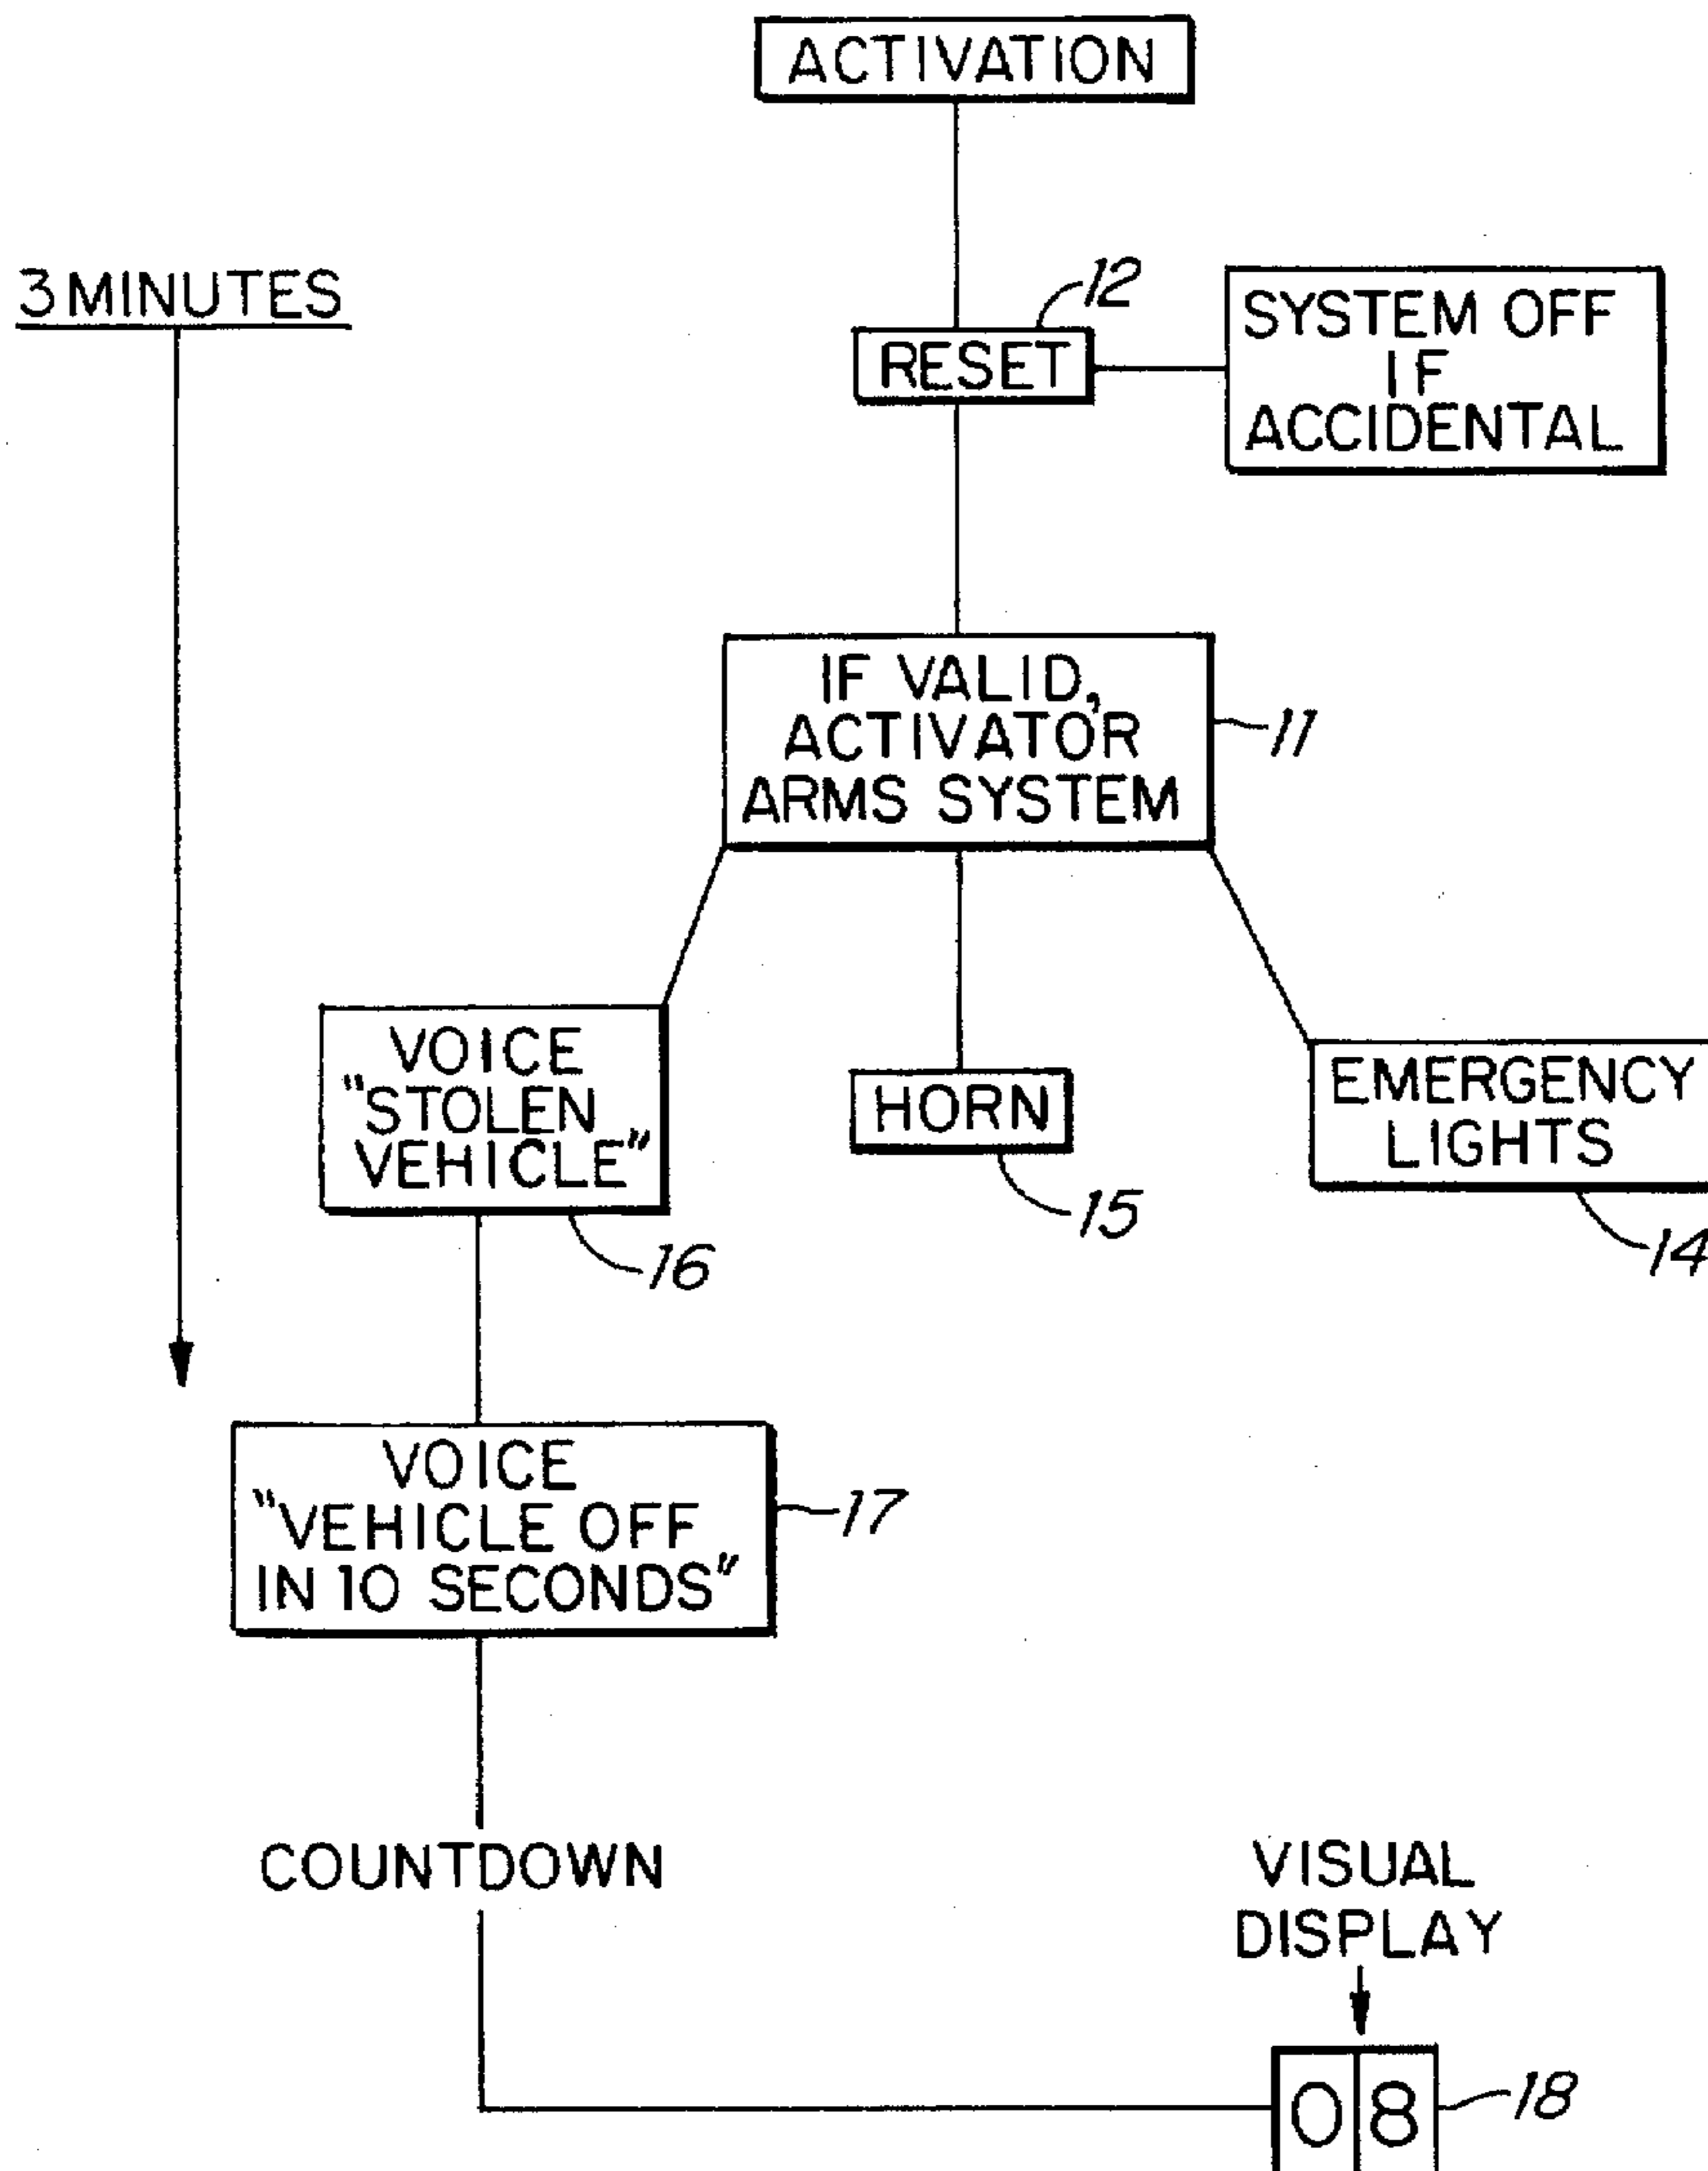 ACTIVATION
3 MINUTES
12
RESET
SYSTEM OFF
IF
ACCIDENTAL
IF VALID,
ACTIVATOR
ARMS SYSTEM
11
VOICE
"STOLEN
VEHICLE"
16
HORN
15
EMERGENCY
LIGHTS
14
VOICE
"VEHICLE OFF
IN 10 SECONDS"
17
COUNTDOWN
VISUAL
DISPLAY
08
18